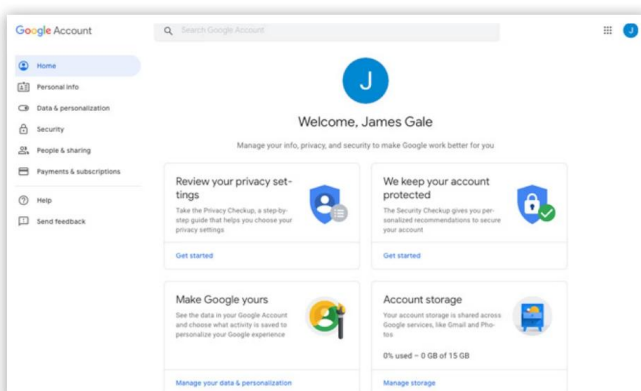 Google Account
Search Google Account
J
Home
Personal info
Data & personalization
Security
People & sharing
Payments & subscriptions
Help
Send feedback
J
Welcome, James Gale
Manage your info, privacy, and security to make Google work better for you
Review your privacy set-
tings
Take the Privacy Checkup, a step-by-
step guide that helps you choose your
privacy settings
Get started
We keep your account
protected
The Security Checkup gives you per-
sonalized recommendations to secure
your account
Get started
Make Google yours
See the data in your Google Account
and choose what activity is saved to
personalize your Google experience
Manage your data & personalization
Account storage
Your account storage is shared across
Google services, like Gmail and Pho-
tos
0% used – 0 GB of 15 GB
Manage storage